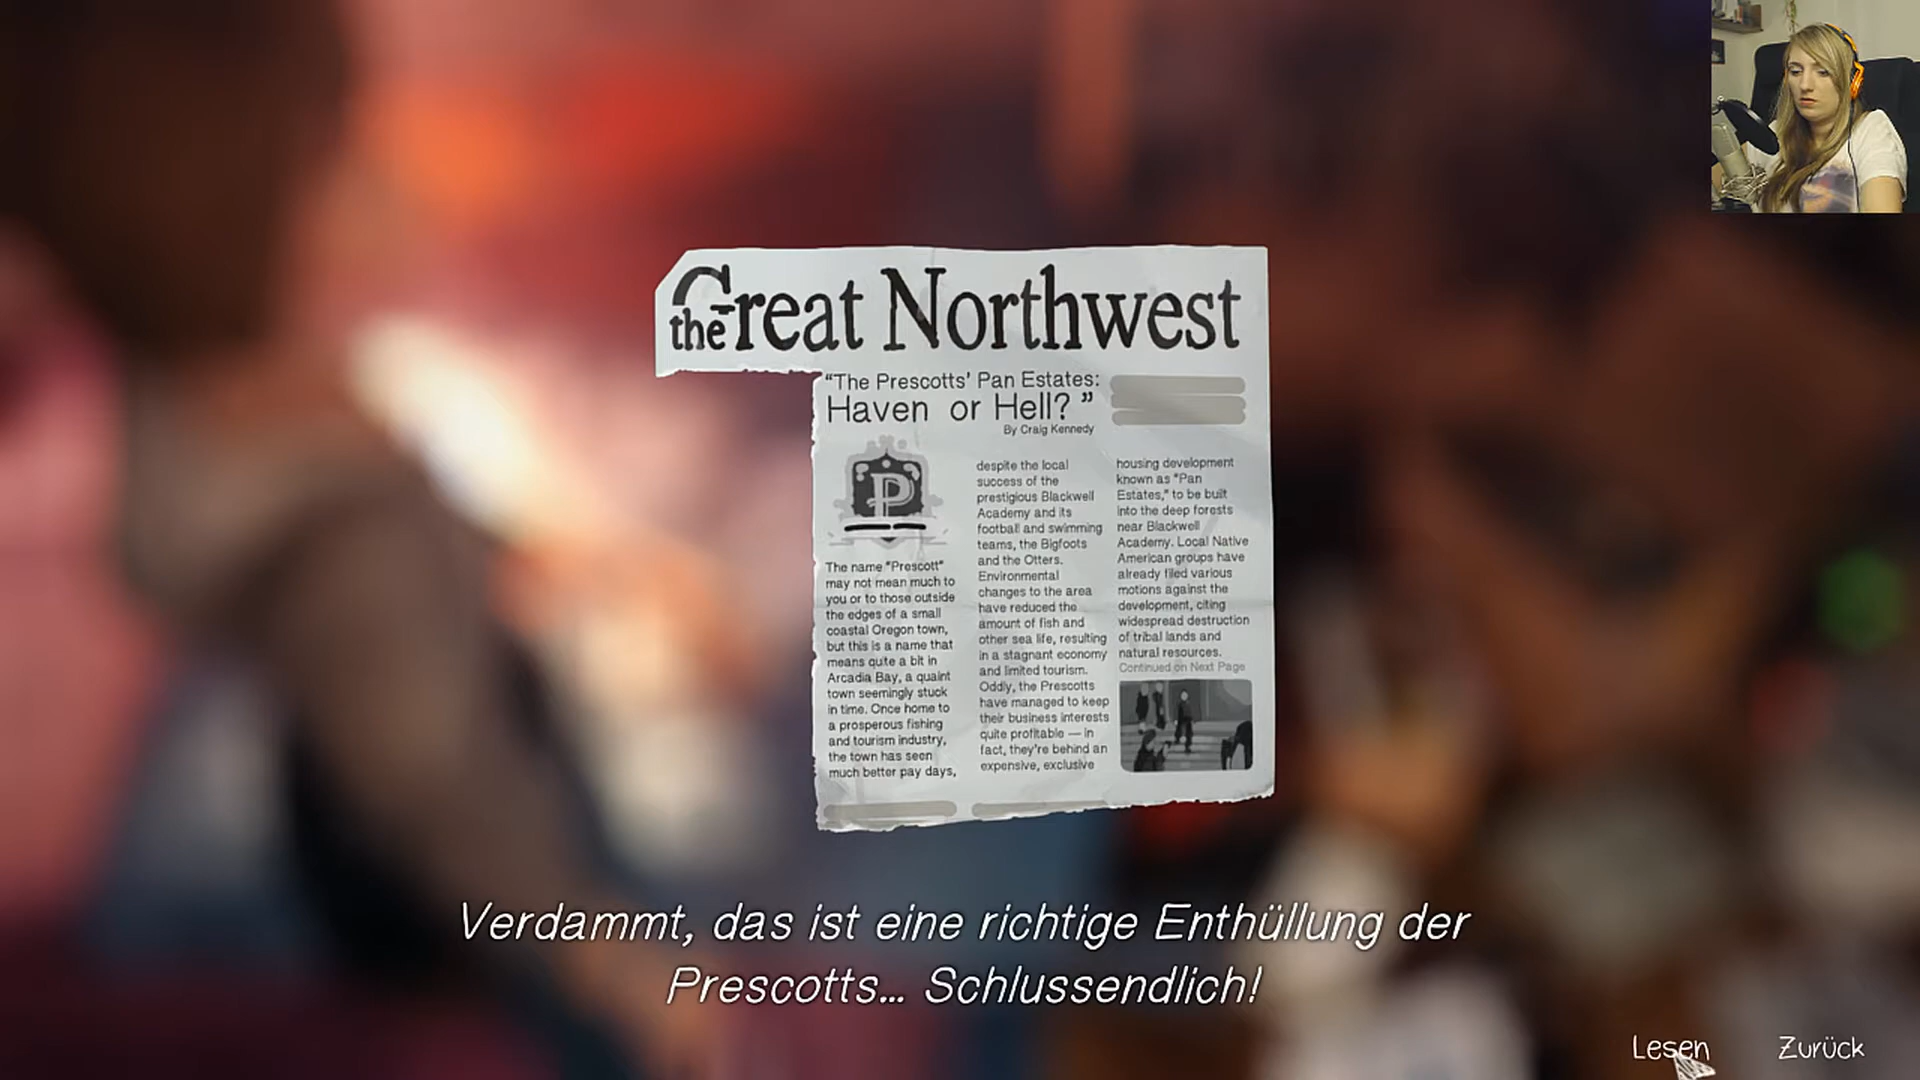 the Great Northwest
"The Prescotts' Pan Estates:
Haven or Hell?"
By Craig Kennedy
P
The name "Prescott"
may not mean much to
you or to those outside
the edges of a small
coastal Oregon town,
but this is a name that
means quite a bit in
Arcadia Bay, a quaint
town seemingly stuck
in time. Once home to
a prosperous fishing
and tourism industry,
the town has seen
much better pay days,
despite the local
success of the
prestigious Blackwell
Academy and its
football and swimming
teams, the Bigfoots
and the Otters.
Environmental
changes to the area
have reduced the
amount of fish and
other sea life, resulting
in a stagnant economy
and limited tourism.
Oddly, the Prescotts
have managed to keep
their business interests
quite profitable — in
fact, they're behind an
expensive, exclusive
housing development
known as "Pan
Estates," to be built
into the deep forests
near Blackwell
Academy. Local Native
American groups have
already filed various
motions against the
development, citing
widespread destruction
of tribal lands and
natural resources.
Continued on Next Page
Verdammt, das ist eine richtige Enthüllung der
Prescotts... Schlussendlich!
Lesen
Zurück